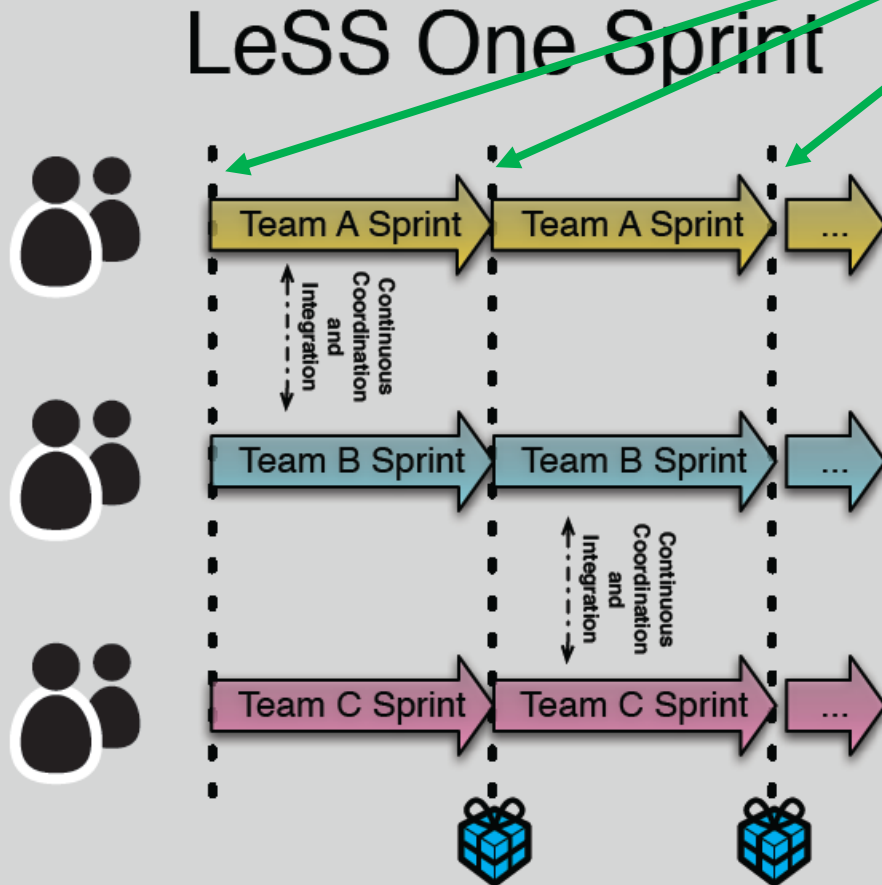 LeSS One Sprint
Team A Sprint
Team A Sprint
...
Continuous
Coordination
and
Integration
Team B Sprint
Team B Sprint
...
Continuous
Coordination
and
Integration
Team C Sprint
Team C Sprint
...